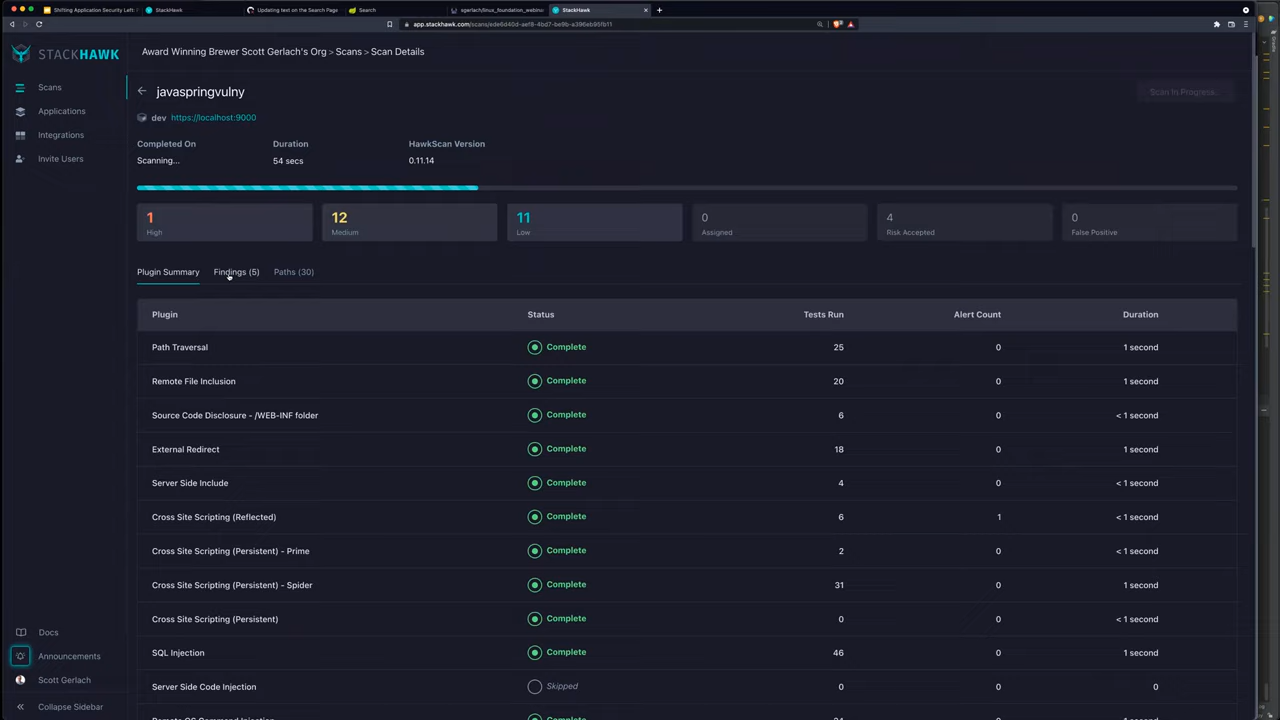 Shifting Application Security Left:
StackHawk
Updating test on the Search Page
Search
sgerlach/linux_foundation_webinar
StackHawk
app.stackhawk.com/scans/ede6d40d-aef8-4bd7-be9b-a396eb95fb11
STACKHAWK
Award Winning Brewer Scott Gerlach's Org > Scans > Scan Details
Scans
Applications
Integrations
Invite Users
javaspringvulny
Scan In Progress...
dev https://localhost:9000
Completed On Duration HawkScan Version
Scanning... 54 secs 0.11.14
1 12 11 0 4 0
High Medium Low Assigned Risk Accepted False Positive
Plugin Summary Findings (5) Paths (30)
Plugin Status Tests Run Alert Count Duration
Path Traversal Complete 25 0 1 second
Remote File Inclusion Complete 20 0 1 second
Source Code Disclosure - /WEB-INF folder Complete 6 0 < 1 second
External Redirect Complete 18 0 1 second
Server Side Include Complete 4 0 < 1 second
Cross Site Scripting (Reflected) Complete 6 1 < 1 second
Cross Site Scripting (Persistent) - Prime Complete 2 0 < 1 second
Cross Site Scripting (Persistent) - Spider Complete 31 0 1 second
Cross Site Scripting (Persistent) Complete 0 0 < 1 second
SQL Injection Complete 46 0 1 second
Server Side Code Injection Skipped 0 0 0
Docs
Announcements
Scott Gerlach
Collapse Sidebar